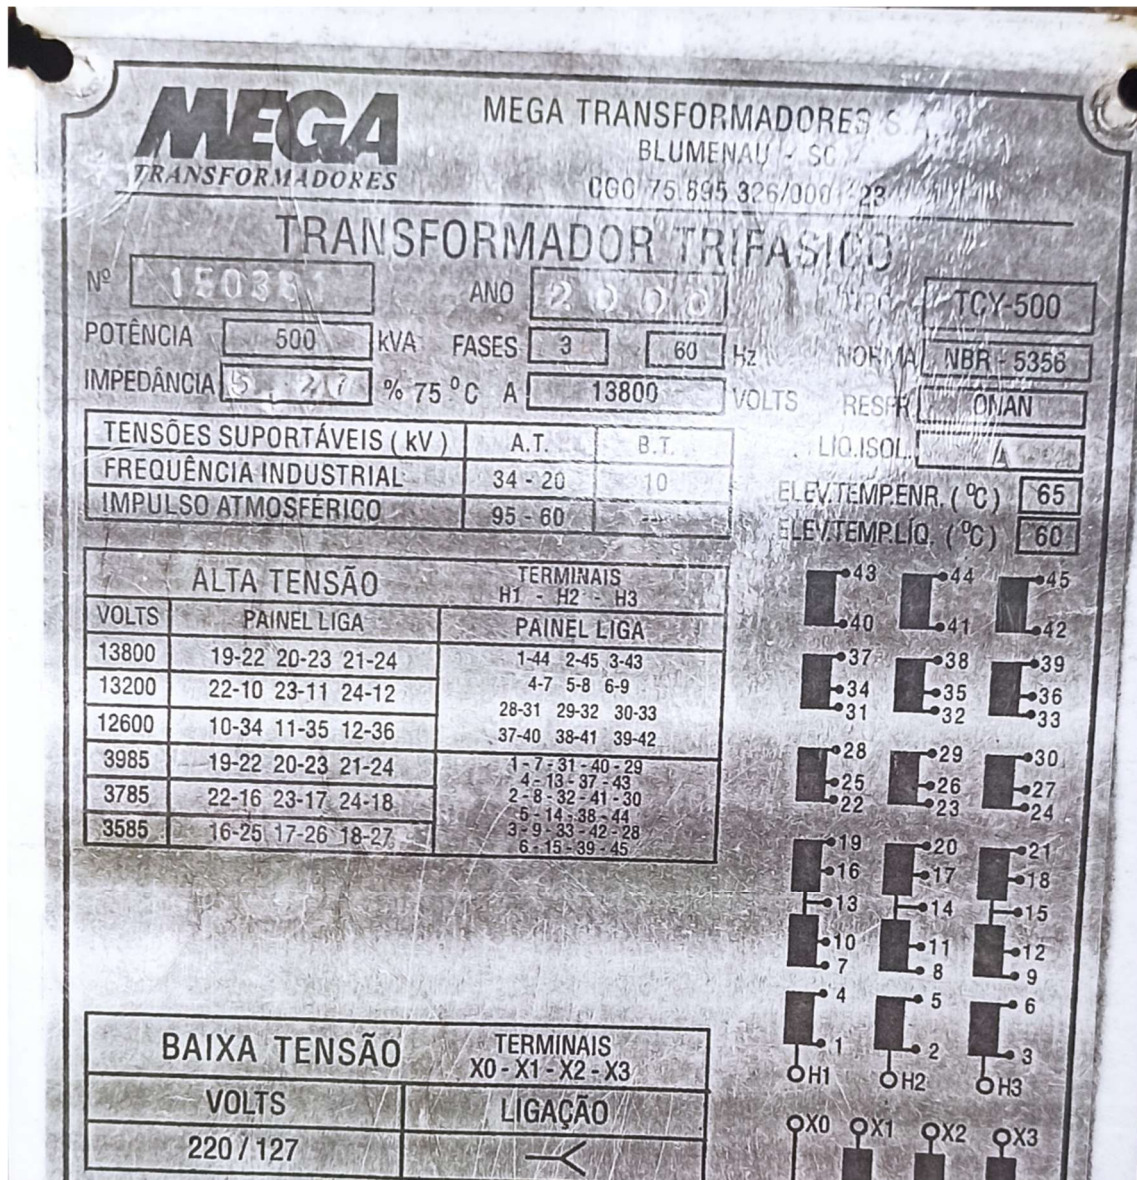 MEGA
TRANSFORMADORES
MEGA TRANSFORMADORES S.A.
BLUMENAU - SC
CGC 75.895.326/000 -23
TRANSFORMADOR TRIFASICO
Nº
ANO 2000
TCY-500
POTÊNCIA 500 kVA FASES 3 60 Hz NORMA NBR - 5356
IMPEDÂNCIA 5 27 % 75 °C A 13800 VOLTS RESFR. ONAN
LIQ.ISOL. A
TENSÕES SUPORTÁVEIS ( kV ) A.T. B.T.
FREQUÊNCIA INDUSTRIAL 34 - 20 10
IMPULSO ATMOSFÉRICO 95 - 60 ---
ELEV.TEMP.ENR. ( °C ) 65
ELEV.TEMP.LÍQ. ( °C ) 60
ALTA TENSÃO TERMINAIS
H1 - H2 - H3
VOLTS PAINEL LIGA PAINEL LIGA
13800 19-22 20-23 21-24 1-44 2-45 3-43
13200 22-10 23-11 24-12 4-7 5-8 6-9
12600 10-34 11-35 12-36 28-31 29-32 30-33
37-40 38-41 39-42
3985 19-22 20-23 21-24 1 - 7 - 31 - 40 - 29
4 - 13 - 37 - 43
3785 22-16 23-17 24-18 2 - 8 - 32 - 41 - 30
5 - 14 - 38 - 44
3585 16-25 17-26 18-27 3 - 9 - 33 - 42 - 28
6 - 15 - 39 - 45
43 44 45
40 41 42
37 38 39
34 35 36
31 32 33
28 29 30
25 26 27
22 23 24
19 20 21
16 17 18
13 14 15
10 11 12
7 8 9
4 5 6
1 2 3
H1 H2 H3
BAIXA TENSÃO TERMINAIS
X0 - X1 - X2 - X3
VOLTS LIGAÇÃO
220 / 127
X0 X1 X2 X3